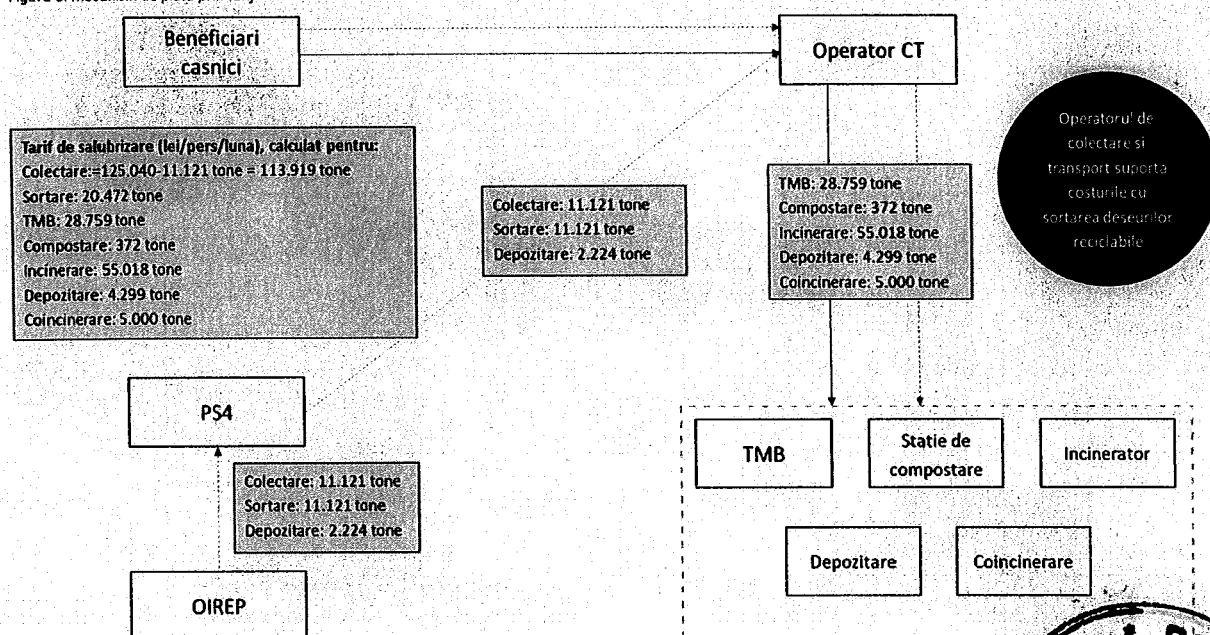 Beneficiari
casnici
Operator CT
Operatorul de
colectare si
transport suporta
costurile cu
sortarea deseurilor
reciclabile
Tarif de salubrizare (lei/pers/luna), calculat pentru:
Colectare:=125.040-11.121 tone = 113.919 tone
Sortare: 20.472 tone
TMB: 28.759 tone
Compostare: 372 tone
Incinerare: 55.018 tone
Depozitare: 4.299 tone
Coincinerare: 5.000 tone
Colectare: 11.121 tone
Sortare: 11.121 tone
Depozitare: 2.224 tone
TMB: 28.759 tone
Compostare: 372 tone
Incinerare: 55.018 tone
Depozitare: 4.299 tone
Coincinerare: 5.000 tone
PS4
Colectare: 11.121 tone
Sortare: 11.121 tone
Depozitare: 2.224 tone
OIREP
TMB
Statie de
compostare
Incinerator
Depozitare
Coincinerare